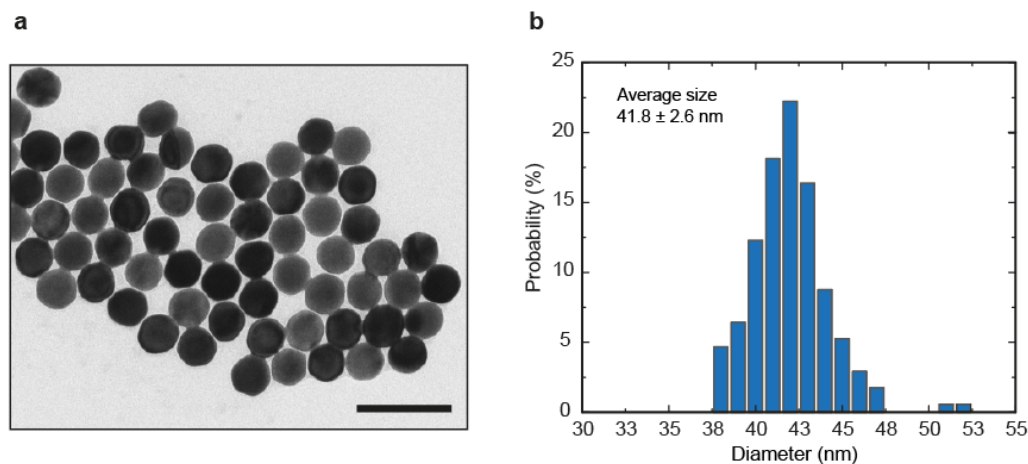 a
b
Average size
41.8 ± 2.6 nm
Probability (%)
25
20
15
10
5
0
30 33 35 38 40 43 45 48 50 53 55
Diameter (nm)